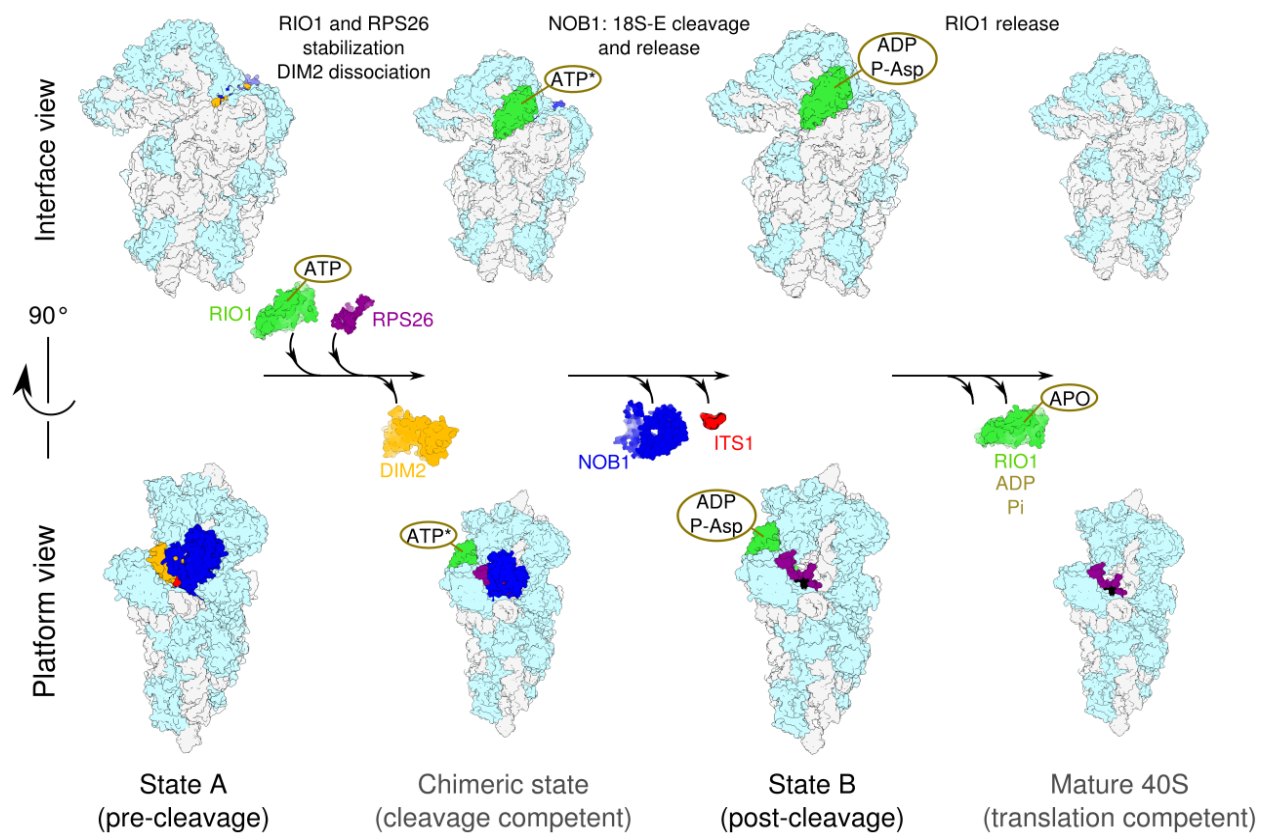 RIO1 and RPS26
stabilization
DIM2 dissociation
NOB1: 18S-E cleavage
and release
RIO1 release
Interface view
ATP*
ADP
P-Asp
90°
ATP
RIO1
RPS26
DIM2
NOB1
ITS1
APO
RIO1
ADP
Pi
Platform view
ATP*
ADP
P-Asp
State A
(pre-cleavage)
Chimeric state
(cleavage competent)
State B
(post-cleavage)
Mature 40S
(translation competent)